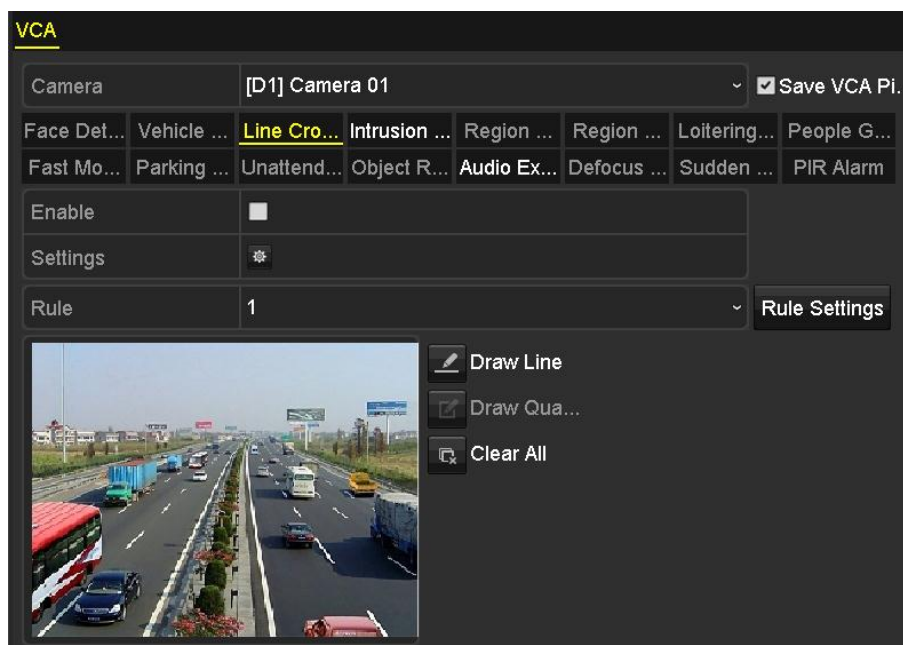 VCA
Camera [D1] Camera 01 Save VCA Pi.
Face Det... Vehicle ... Line Cro... Intrusion ... Region ... Region ... Loitering... People G...
Fast Mo... Parking ... Unattend... Object R... Audio Ex... Defocus ... Sudden ... PIR Alarm
Enable
Settings
Rule 1 Rule Settings
Draw Line
Draw Qua...
Clear All